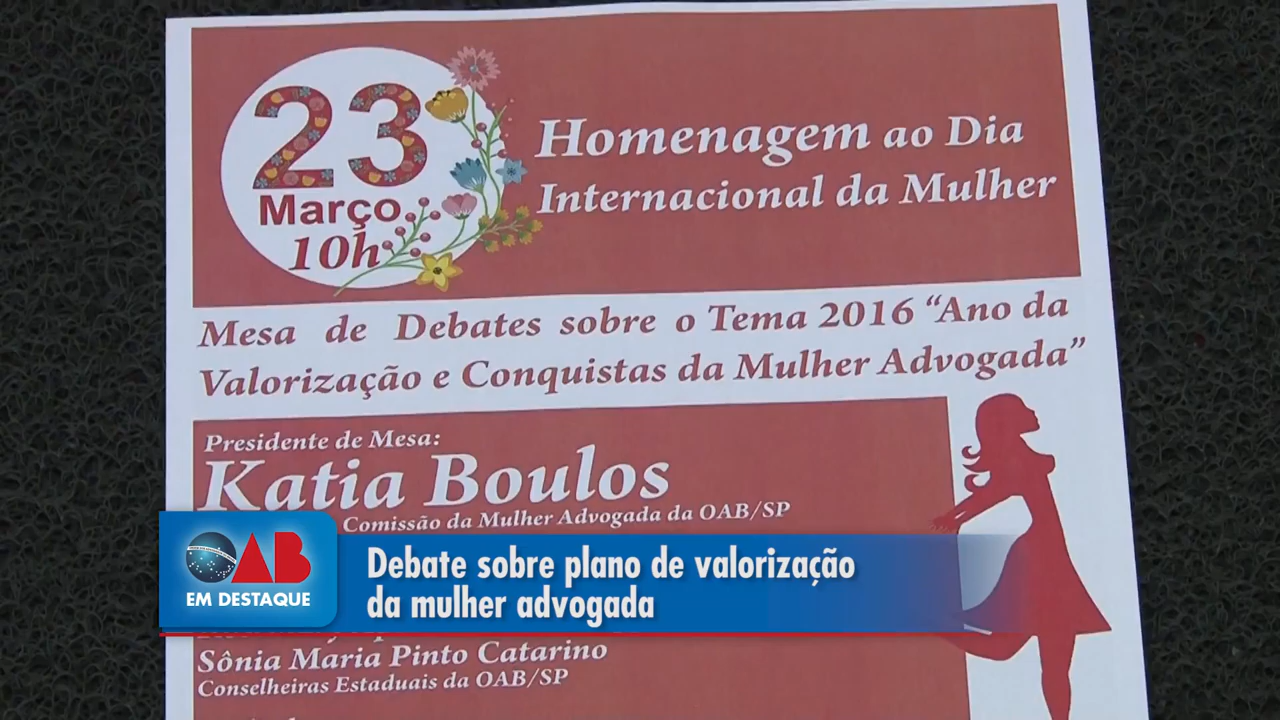 23
Março
10h
Homenagem ao Dia
Internacional da Mulher
Mesa de Debates sobre o Tema 2016 “Ano da
Valorização e Conquistas da Mulher Advogada”
Presidente de Mesa:
Katia Boulos
Comissão da Mulher Advogada da OAB/SP
OAB
EM DESTAQUE
Debate sobre plano de valorização
da mulher advogada
Sônia Maria Pinto Catarino
Conselheiras Estaduais da OAB/SP